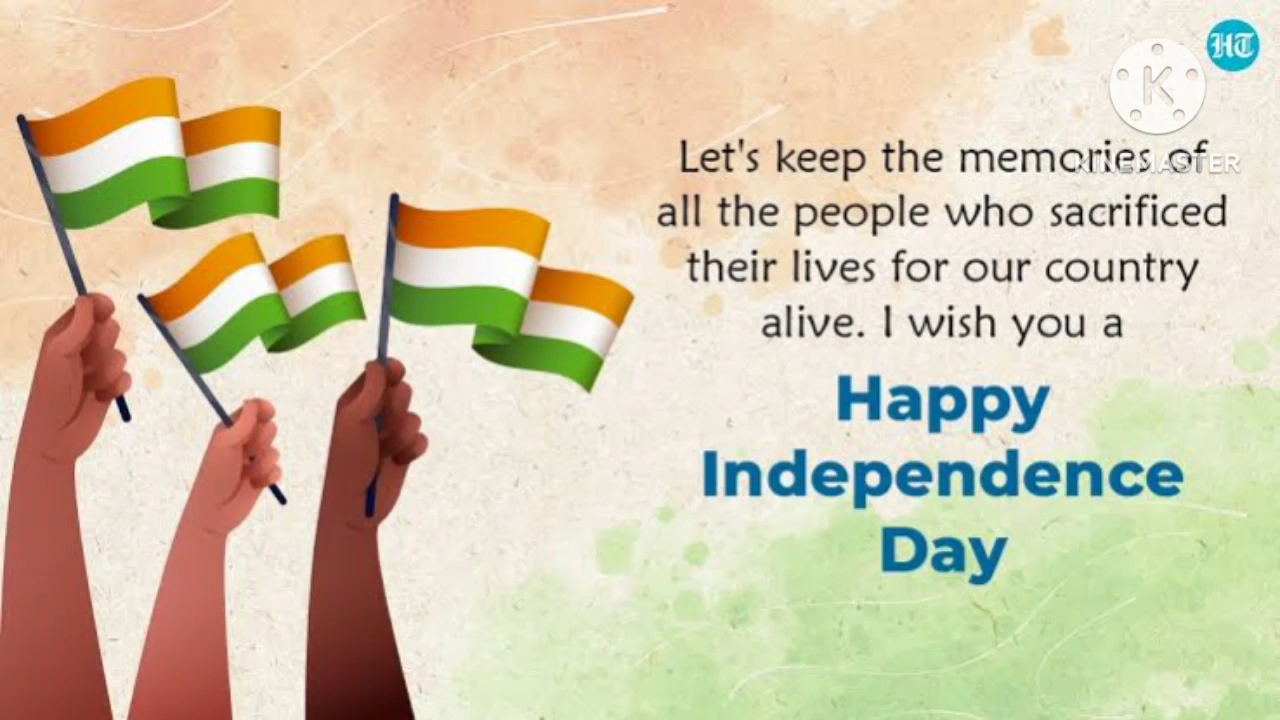 HT
K
KINEMASTER
Let's keep the memories of
all the people who sacrificed
their lives for our country
alive. I wish you a
Happy
Independence
Day